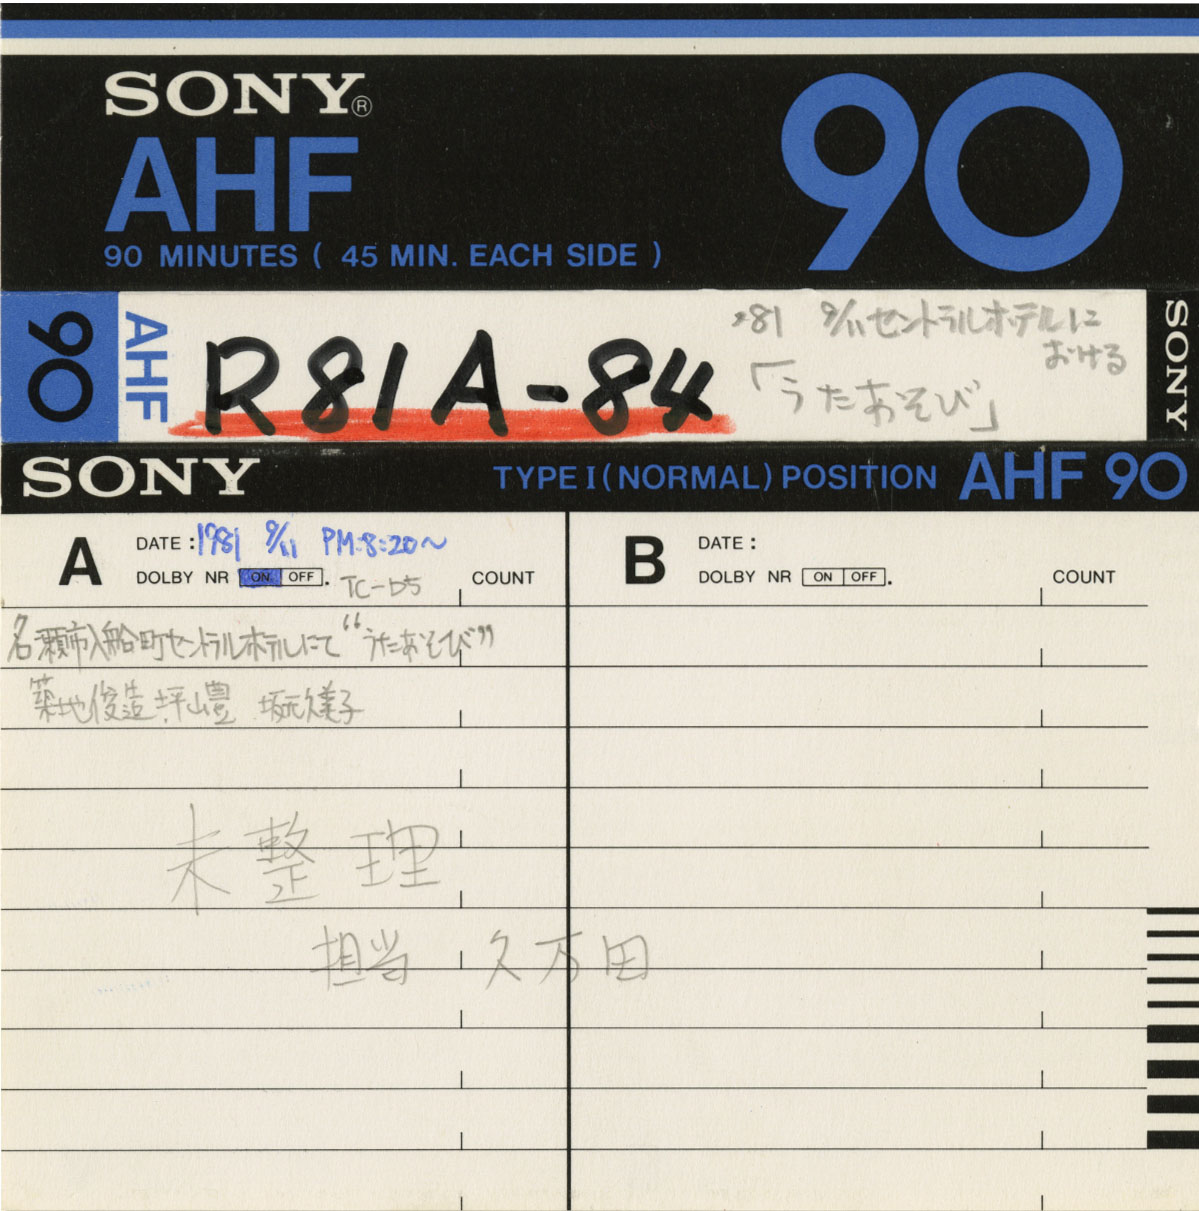 SONY®
AHF
90 MINUTES ( 45 MIN. EACH SIDE )
90
90
AHF
R81A-84
'81 9/11 セントラルホテルに
おける
「うたあそび」
SONY
SONY
TYPE I (NORMAL) POSITION AHF 90
A
DATE : 1981 9/11 PM 8:20〜
DOLBY NR ON OFF . TC-D5
COUNT
名瀬市入船町セントラルホテルにて“うたあそび”
築地俊造 坪山豊 坂元久美子
未整理
担当 久万田
B
DATE :
DOLBY NR ON OFF .
COUNT